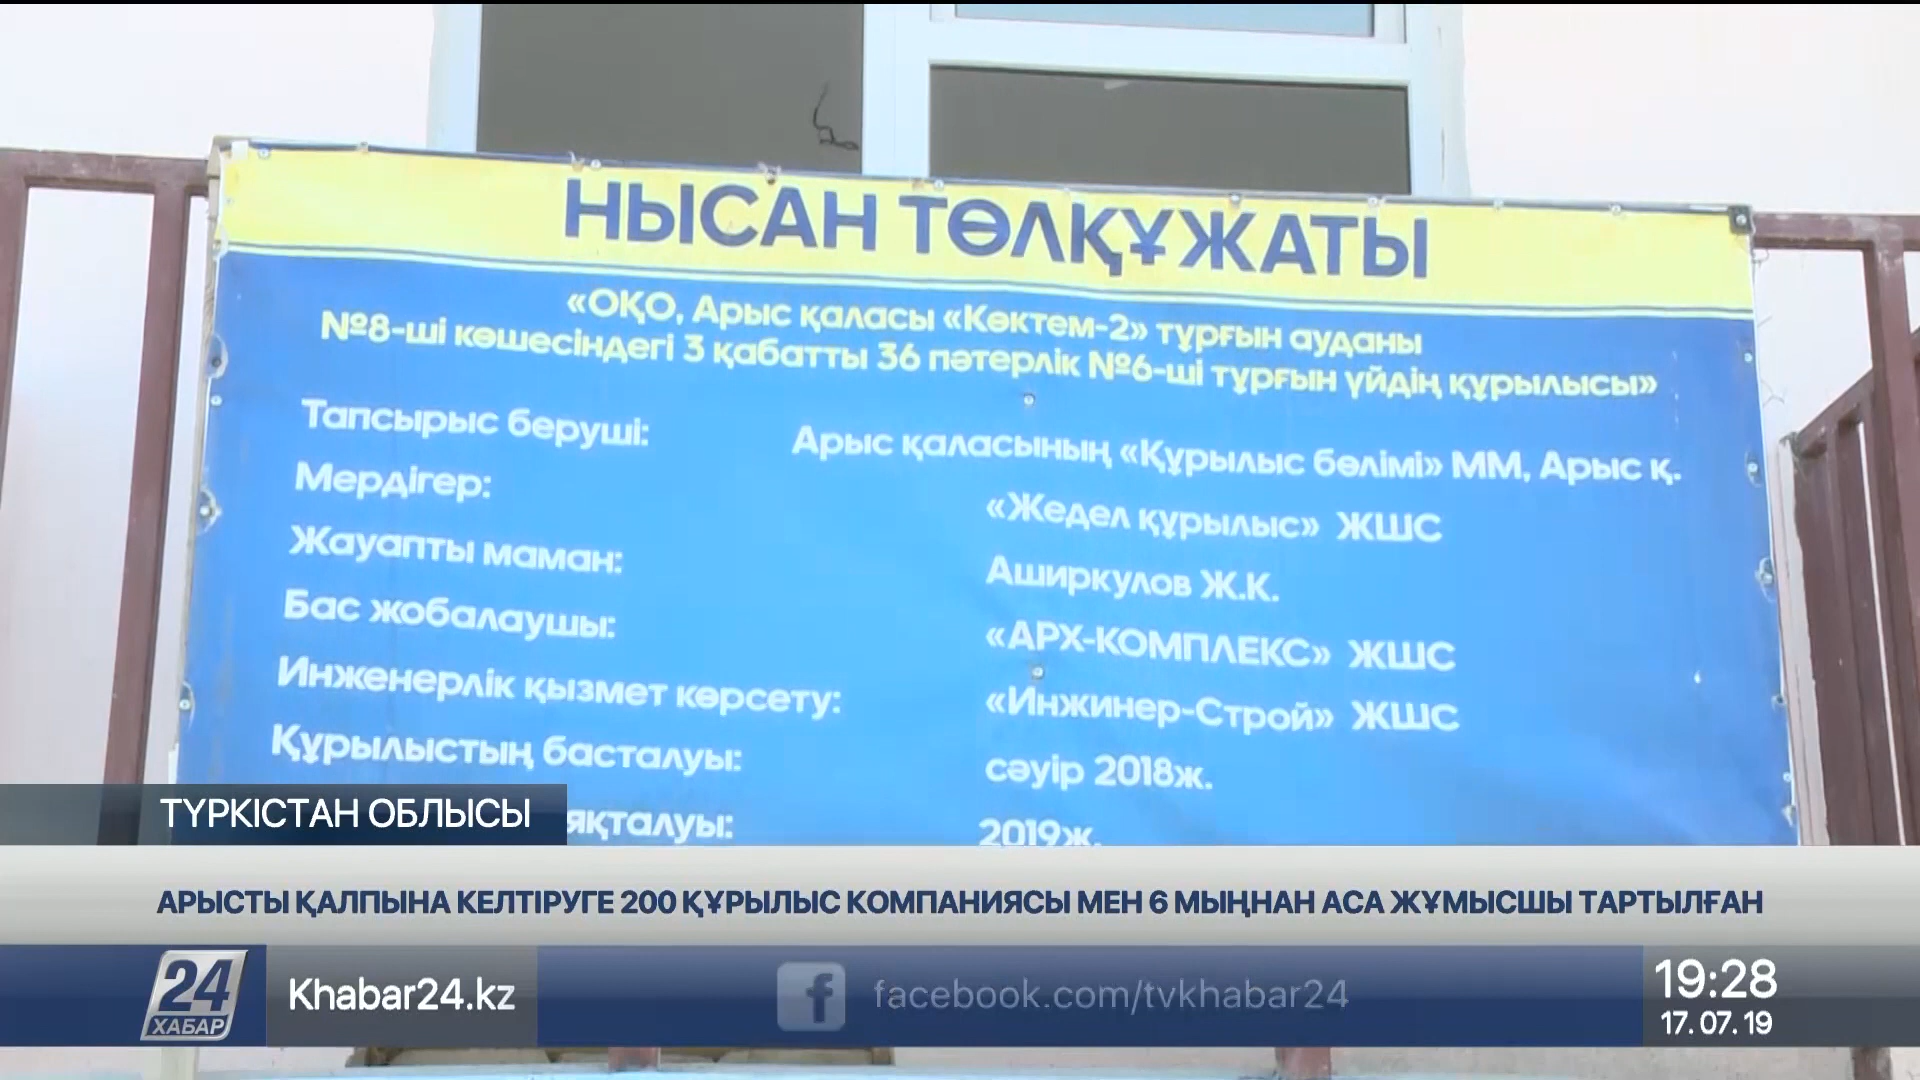 НЫСАН ТӨЛҚҰЖАТЫ
«ОҚО, Арыс қаласы «Көктем-2» тұрғын ауданы
№8-ші көшесіндегі 3 қабатты 36 пәтерлік №6-ші тұрғын үйдің құрылысы»
Тапсырыс беруші: Арыс қаласының «Құрылыс бөлімі» ММ, Арыс қ.
Мердігер: «Жедел құрылыс» ЖШС
Жауапты маман: Аширкулов Ж.К.
Бас жобалаушы: «АРХ-КОМПЛЕКС» ЖШС
Инженерлік қызмет көрсету: «Инжинер-Строй» ЖШС
Құрылыстың басталуы: сәуір 2018ж.
яқталуы: 2019ж.
ТҮРКІСТАН ОБЛЫСЫ
АРЫСТЫ ҚАЛПЫНА КЕЛТІРУГЕ 200 ҚҰРЫЛЫС КОМПАНИЯСЫ МЕН 6 МЫҢНАН АСА ЖҰМЫСШЫ ТАРТЫЛҒАН
24 ХАБАР
Khabar24.kz
f facebook.com/tvkhabar24
19:28
17.07.19